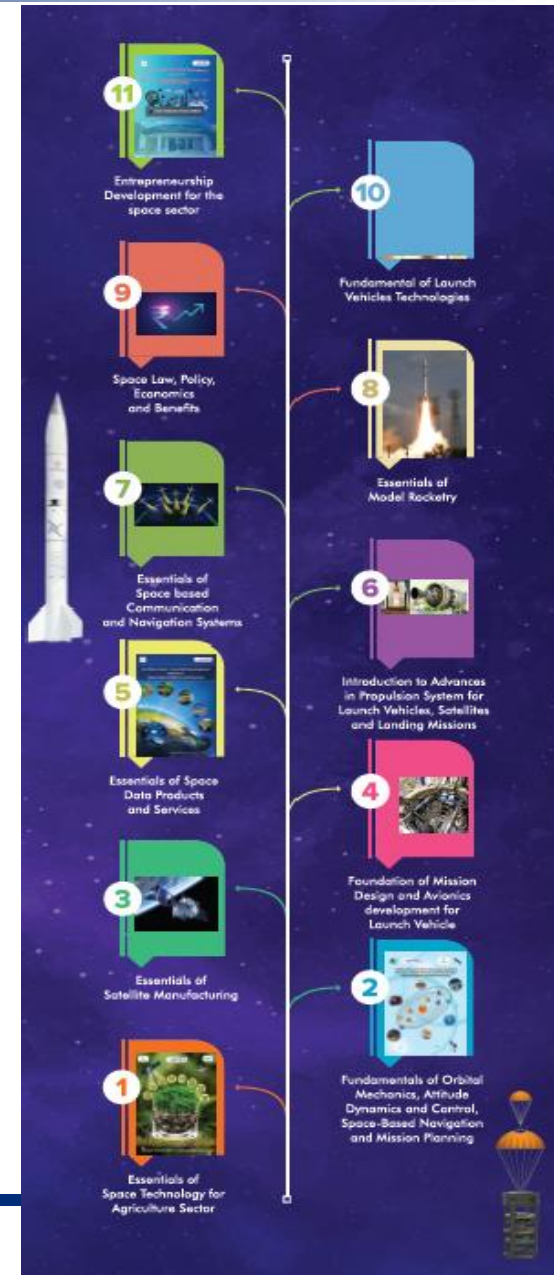 11
Entrepreneurship
Development for the
space sector
10
Fundamental of Launch
Vehicles Technologies
9
Space Law, Policy,
Economics
and Benefits
8
Essentials of
Model Rocketry
7
Essentials of
Space based
Communication
and Navigation Systems
6
Introduction to Advances
in Propulsion System for
Launch Vehicles, Satellites
and Landing Missions
5
Essentials of Space
Data Products
and Services
4
Foundation of Mission
Design and Avionics
development for
Launch Vehicle
3
Essentials of
Satellite Manufacturing
2
Fundamentals of Orbital
Mechanics, Attitude
Dynamics and Control,
Space-Based Navigation
and Mission Planning
1
Essentials of
Space Technology for
Agriculture Sector